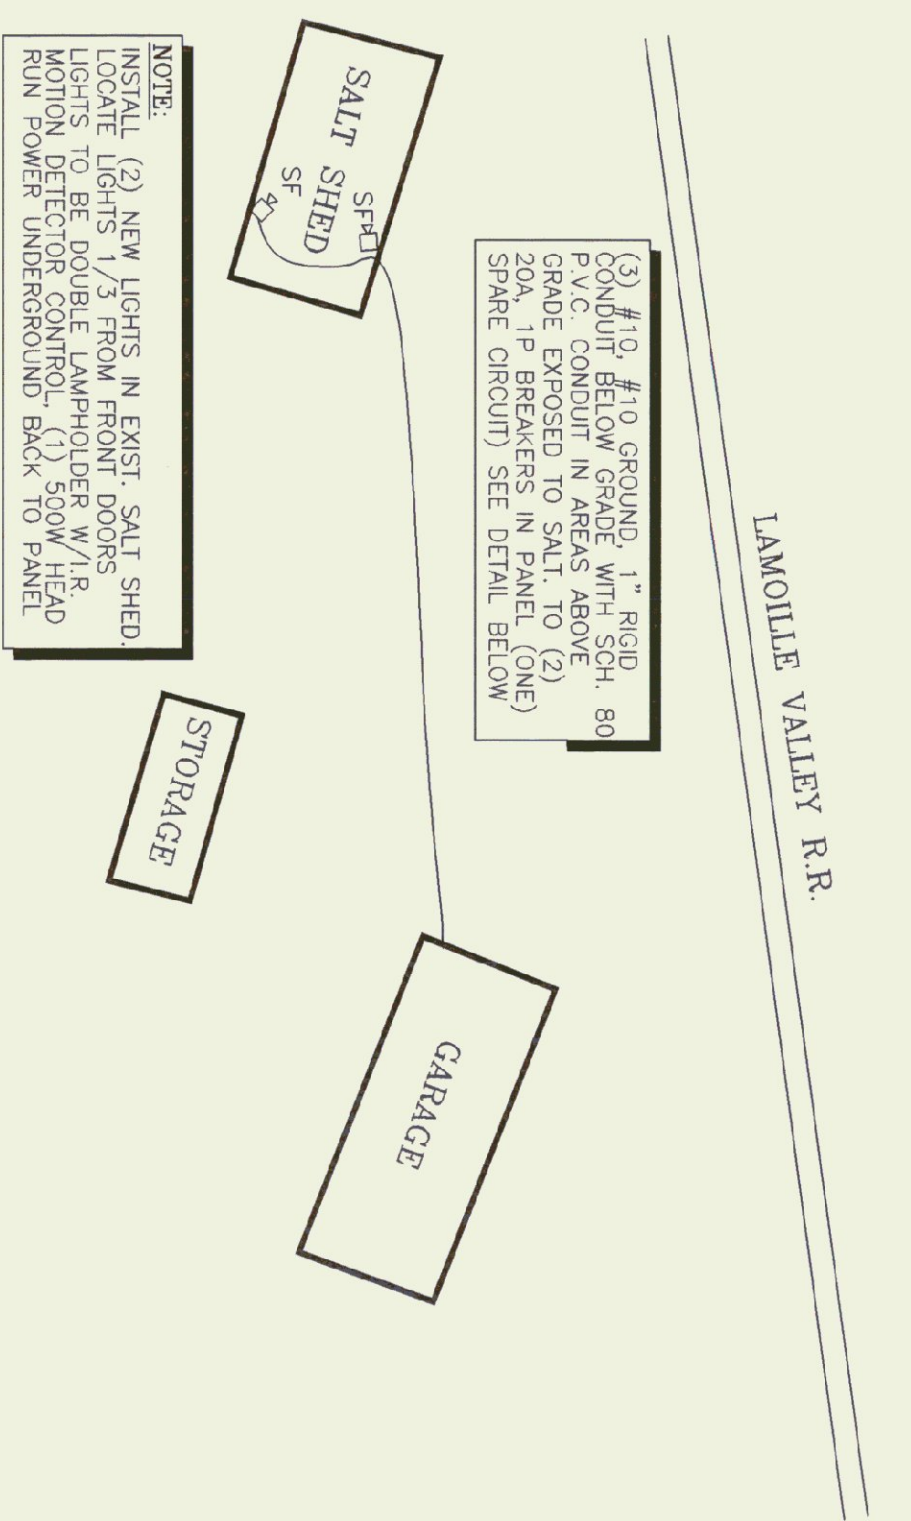 LAMOILLE VALLEY R.R.
(3) #10, #10 GROUND, 1" RIGID
CONDUIT BELOW GRADE WITH SCH. 80
P.V.C. CONDUIT IN AREAS ABOVE
GRADE EXPOSED TO SALT. TO (2)
20A, 1P BREAKERS IN PANEL (ONE)
SPARE CIRCUIT) SEE DETAIL BELOW
SALT SHED
SF
SF
GARAGE
STORAGE
NOTE:
INSTALL (2) NEW LIGHTS IN EXIST. SALT SHED.
LOCATE LIGHTS 1/3 FROM FRONT DOORS
LIGHTS TO BE DOUBLE LAMPHOLDER W/I.R.
MOTION DETECTOR CONTROL, (1) 500W HEAD
RUN POWER UNDERGROUND BACK TO PANEL